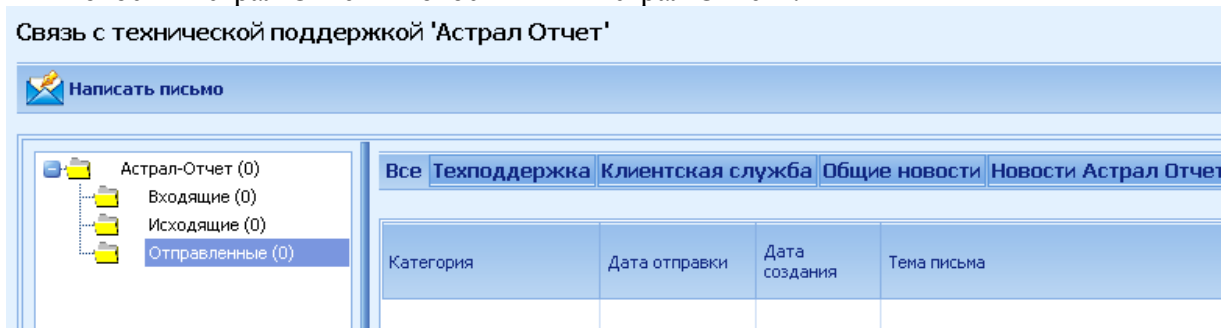 Связь с технической поддержкой 'Астрал Отчет'
Написать письмо
Астрал-Отчет (0)
Входящие (0)
Исходящие (0)
Отправленные (0)
Все Техподдержка Клиентская служба Общие новости Новости Астрал Отчет
Категория Дата отправки Дата создания Тема письма